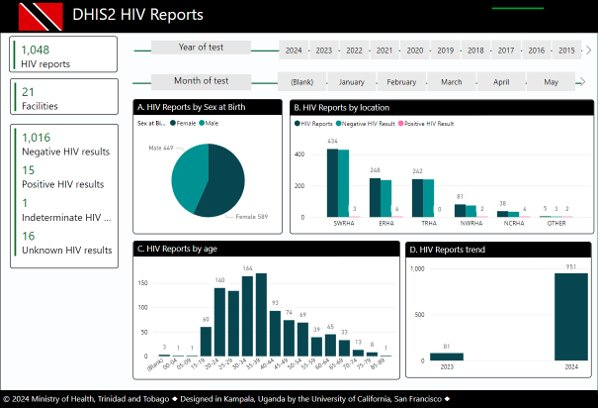 DHIS2 HIV Reports
1,048
HIV reports
21
Facilities
1,016
Negative HIV results
15
Positive HIV results
1
Indeterminate HIV ...
16
Unknown HIV results
Year of test
2024 2023 2022 2021 2020 2019 2018 2017 2016 2015
Month of test
(Blank) January February March April May
A. HIV Reports by Sex at Birth
Sex at Bi... Female Male
Male 449
Female 589
B. HIV Reports by location
HIV Reports Negative HIV Result Positive HIV Result
400
200
0
434 3
248 6
242 0
81 2
38 4
5 3 2
SWRHA ERHA TRHA NWRHA NCRHA OTHER
C. HIV Reports by age
150
100
50
0
3 1 1 60 140 164 93 74 69 39 45 33 13 8 1
(Blank) 00-04 05-09 15-19 20-24 25-29 30-34 35-39 40-44 45-49 50-54 55-59 60-64 65-69 70-74 75-79 85-89
D. HIV Reports trend
1,000
500
0
81
951
2023 2024
© 2024 Ministry of Health, Trinidad and Tobago ◆ Designed in Kampala, Uganda by the University of California, San Francisco ◆